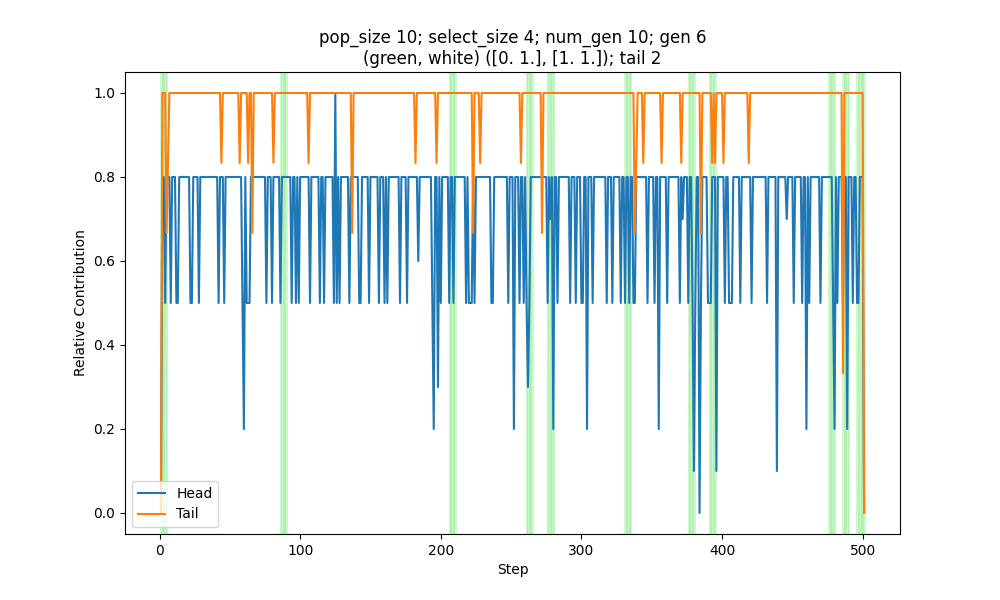 pop_size 10; select_size 4; num_gen 10; gen 6
(green, white) ([0. 1.], [1. 1.]); tail 2
Relative Contribution
1.0
0.8
0.6
0.4
0.2
0.0
Head
Tail
0
100
200
300
400
500
Step